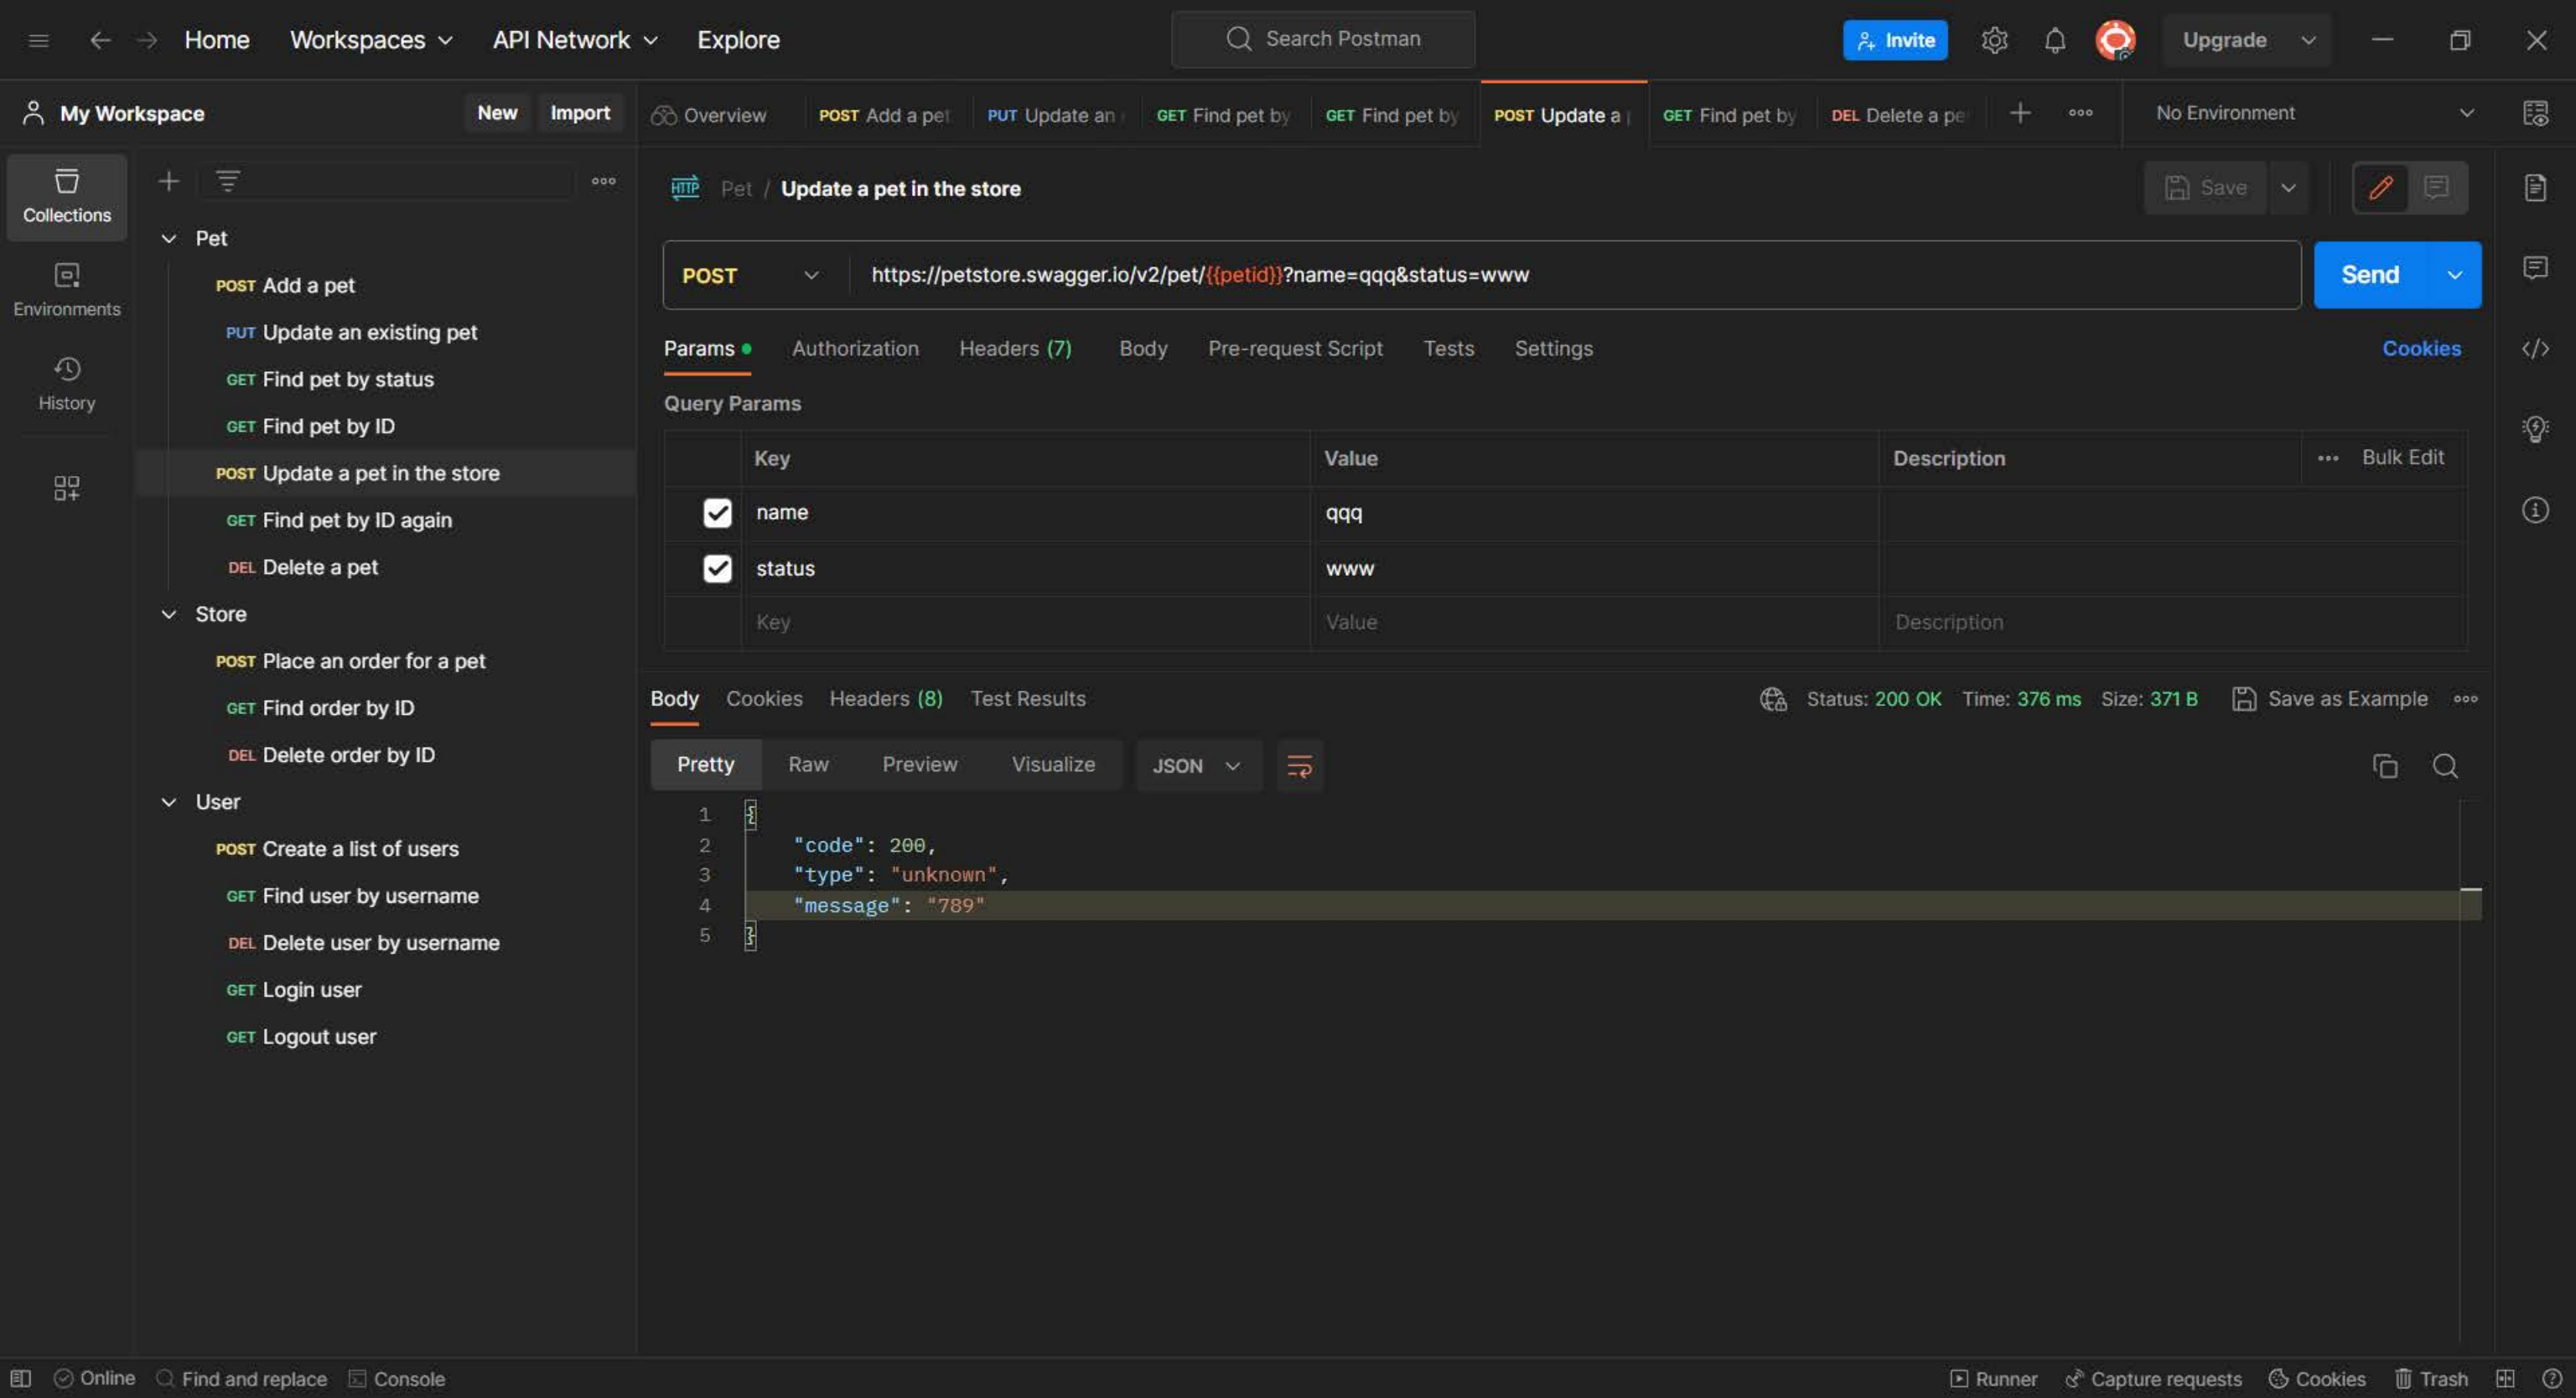 Home Workspaces API Network Explore Search Postman Invite Upgrade
My Workspace New Import Overview POST Add a pet PUT Update an GET Find pet by GET Find pet by POST Update a GET Find pet by DEL Delete a pe No Environment
Collections
Environments
History
Pet
POST Add a pet
PUT Update an existing pet
GET Find pet by status
GET Find pet by ID
POST Update a pet in the store
GET Find pet by ID again
DEL Delete a pet
Store
POST Place an order for a pet
GET Find order by ID
DEL Delete order by ID
User
POST Create a list of users
GET Find user by username
DEL Delete user by username
GET Login user
GET Logout user
HTTP Pet / Update a pet in the store Save
POST https://petstore.swagger.io/v2/pet/{{petid}}?name=qqq&status=www Send
Params Authorization Headers (7) Body Pre-request Script Tests Settings Cookies
Query Params
Key Value Description Bulk Edit
name qqq
status www
Key Value Description
Body Cookies Headers (8) Test Results Status: 200 OK Time: 376 ms Size: 371 B Save as Example
Pretty Raw Preview Visualize JSON
1 {
2 "code": 200,
3 "type": "unknown",
4 "message": "789"
5 }
Online Find and replace Console Runner Capture requests Cookies Trash